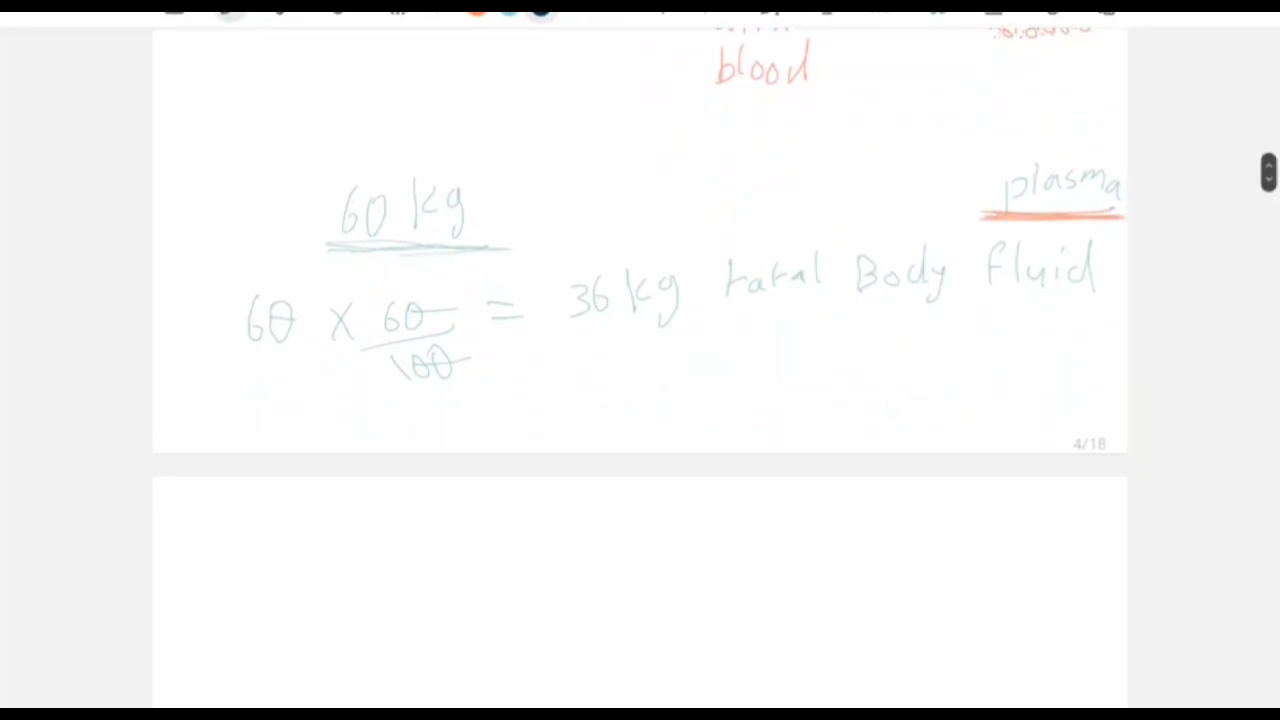 blood
plasma
60 kg
60 × 60/100 = 36 kg total Body fluid
4/18